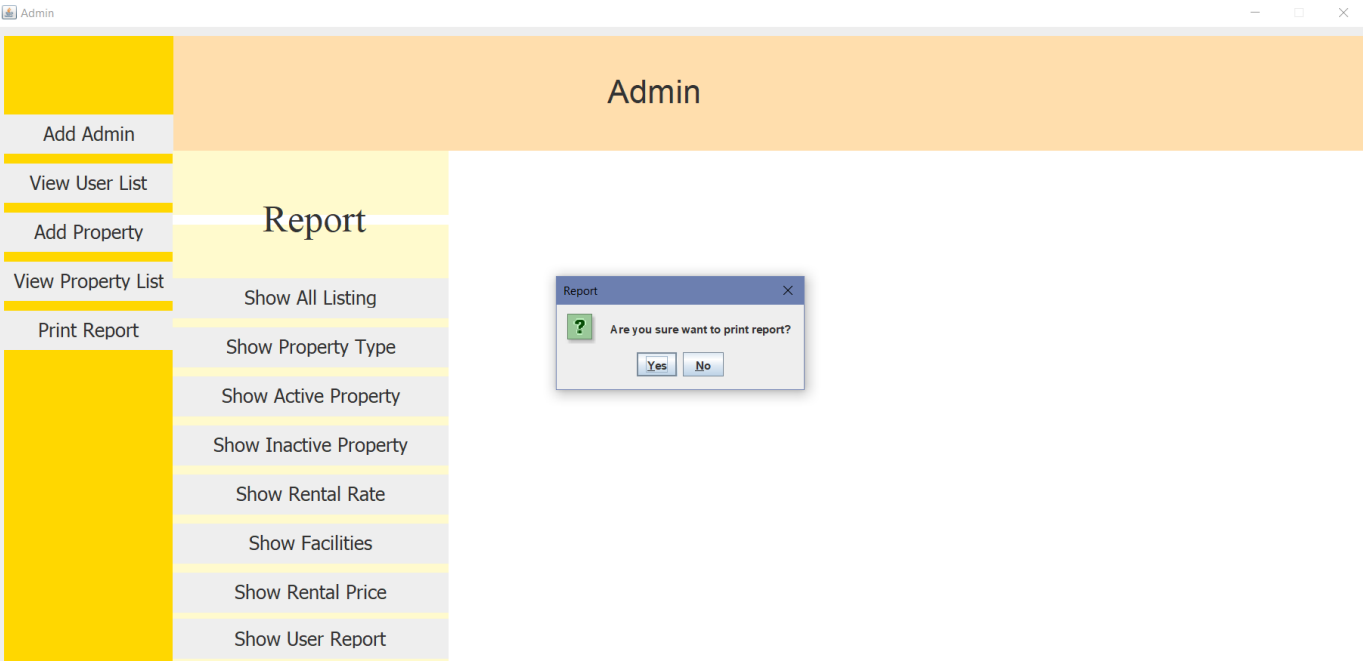 Admin
Admin
Add Admin
View User List
Add Property
View Property List
Print Report
Report
Show All Listing
Show Property Type
Show Active Property
Show Inactive Property
Show Rental Rate
Show Facilities
Show Rental Price
Show User Report
Report
?
Are you sure want to print report?
Yes No